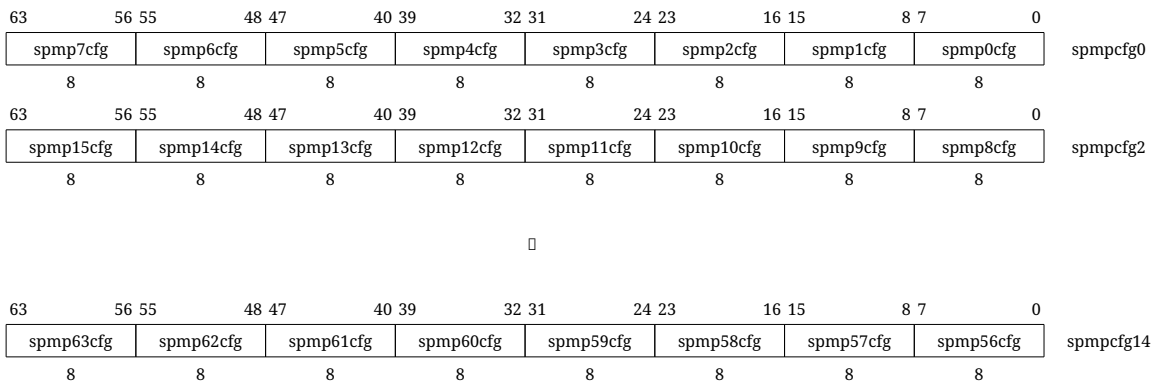 63 56 55 48 47 40 39 32 31 24 23 16 15 8 7 0
spmp7cfg spmp6cfg spmp5cfg spmp4cfg spmp3cfg spmp2cfg spmp1cfg spmp0cfg spmpcfg0
8 8 8 8 8 8 8 8
63 56 55 48 47 40 39 32 31 24 23 16 15 8 7 0
spmp15cfg spmp14cfg spmp13cfg spmp12cfg spmp11cfg spmp10cfg spmp9cfg spmp8cfg spmpcfg2
8 8 8 8 8 8 8 8
63 56 55 48 47 40 39 32 31 24 23 16 15 8 7 0
spmp63cfg spmp62cfg spmp61cfg spmp60cfg spmp59cfg spmp58cfg spmp57cfg spmp56cfg spmpcfg14
8 8 8 8 8 8 8 8